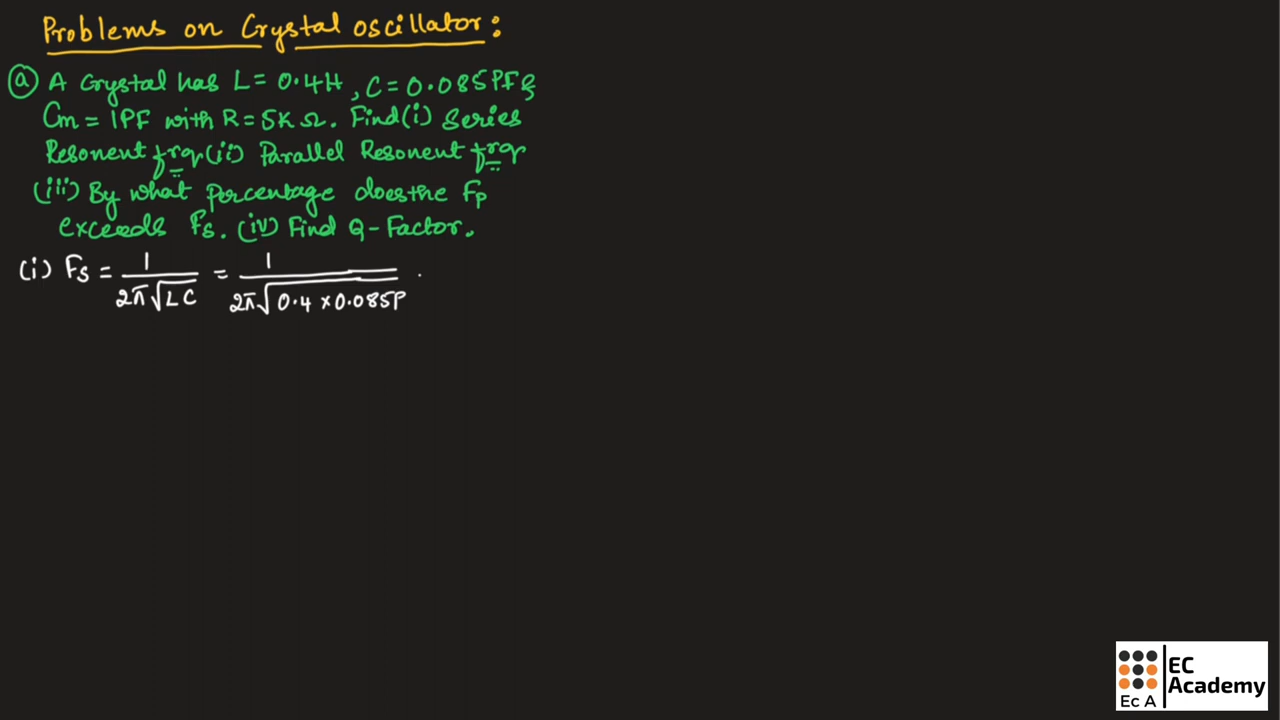 Problems on Crystal oscillator:
(a) A Crystal has L = 0.4H, C = 0.085PF &
Cm = 1PF with R = 5K Ω. Find (i) Series
Resonent frq (ii) Parallel Resonent frq
(iii) By what percentage does the Fp
exceeds Fs. (iv) Find Q-Factor.
(i) Fs = 1/2π√LC = 1/2π√0.4 × 0.085P
EC
Academy
Ec A